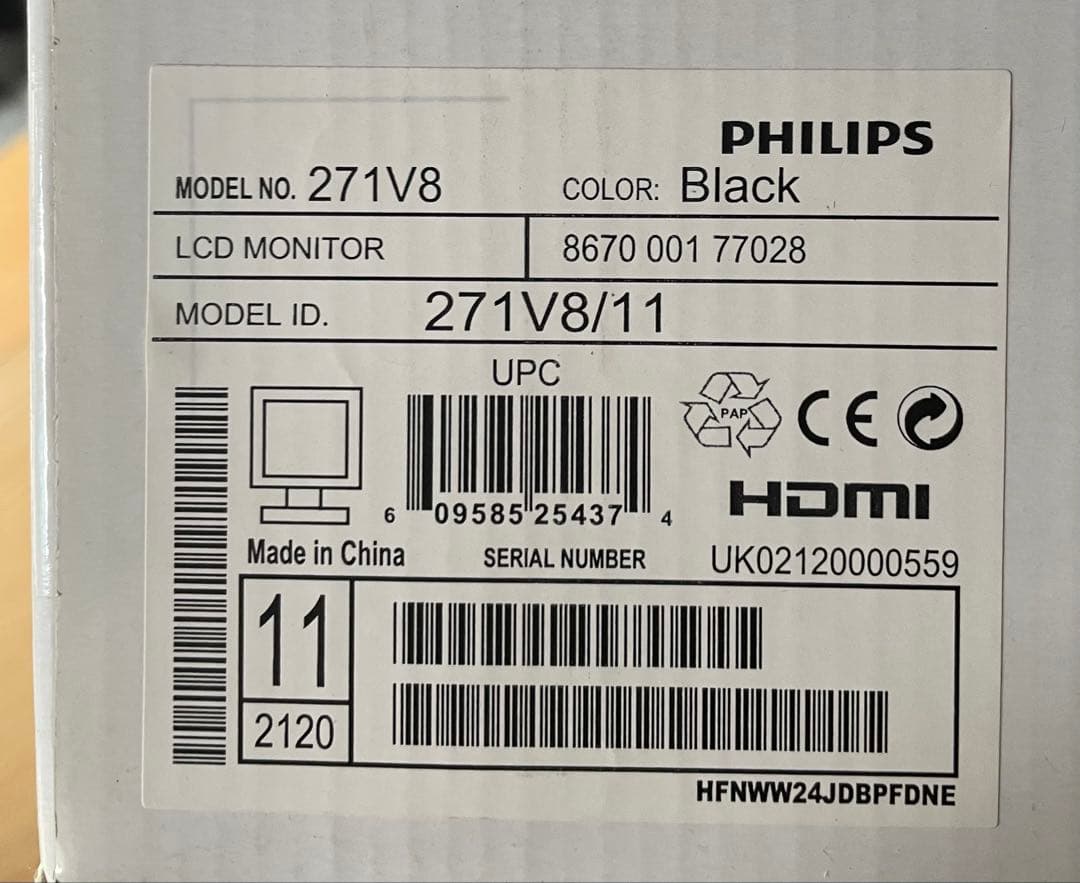 PHILIPS
MODEL NO. 271V8 COLOR: Black
LCD MONITOR 8670 001 77028
MODEL ID. 271V8/11
UPC
PAP CE
6 09585 25437 4
HDMI
Made in China SERIAL NUMBER UK02120000559
11
2120
HFNWW24JDBPFDNE